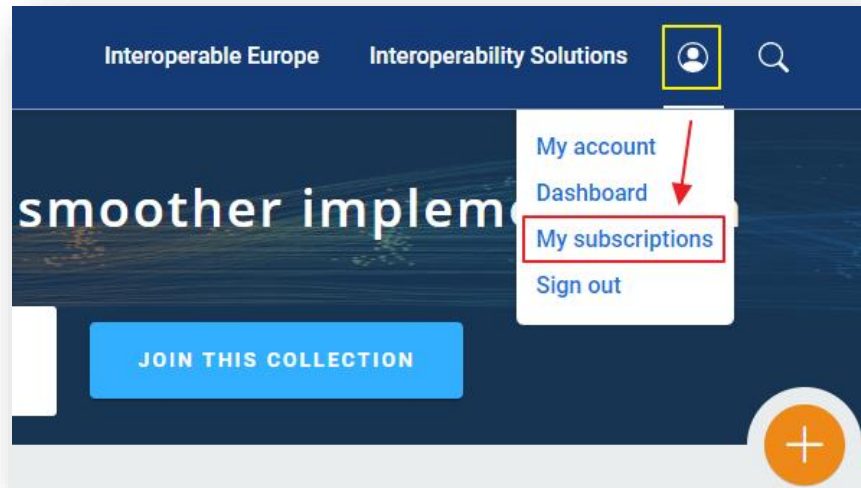 Interoperable Europe Interoperability Solutions
My account
Dashboard
smoother implem
My subscriptions
Sign out
JOIN THIS COLLECTION